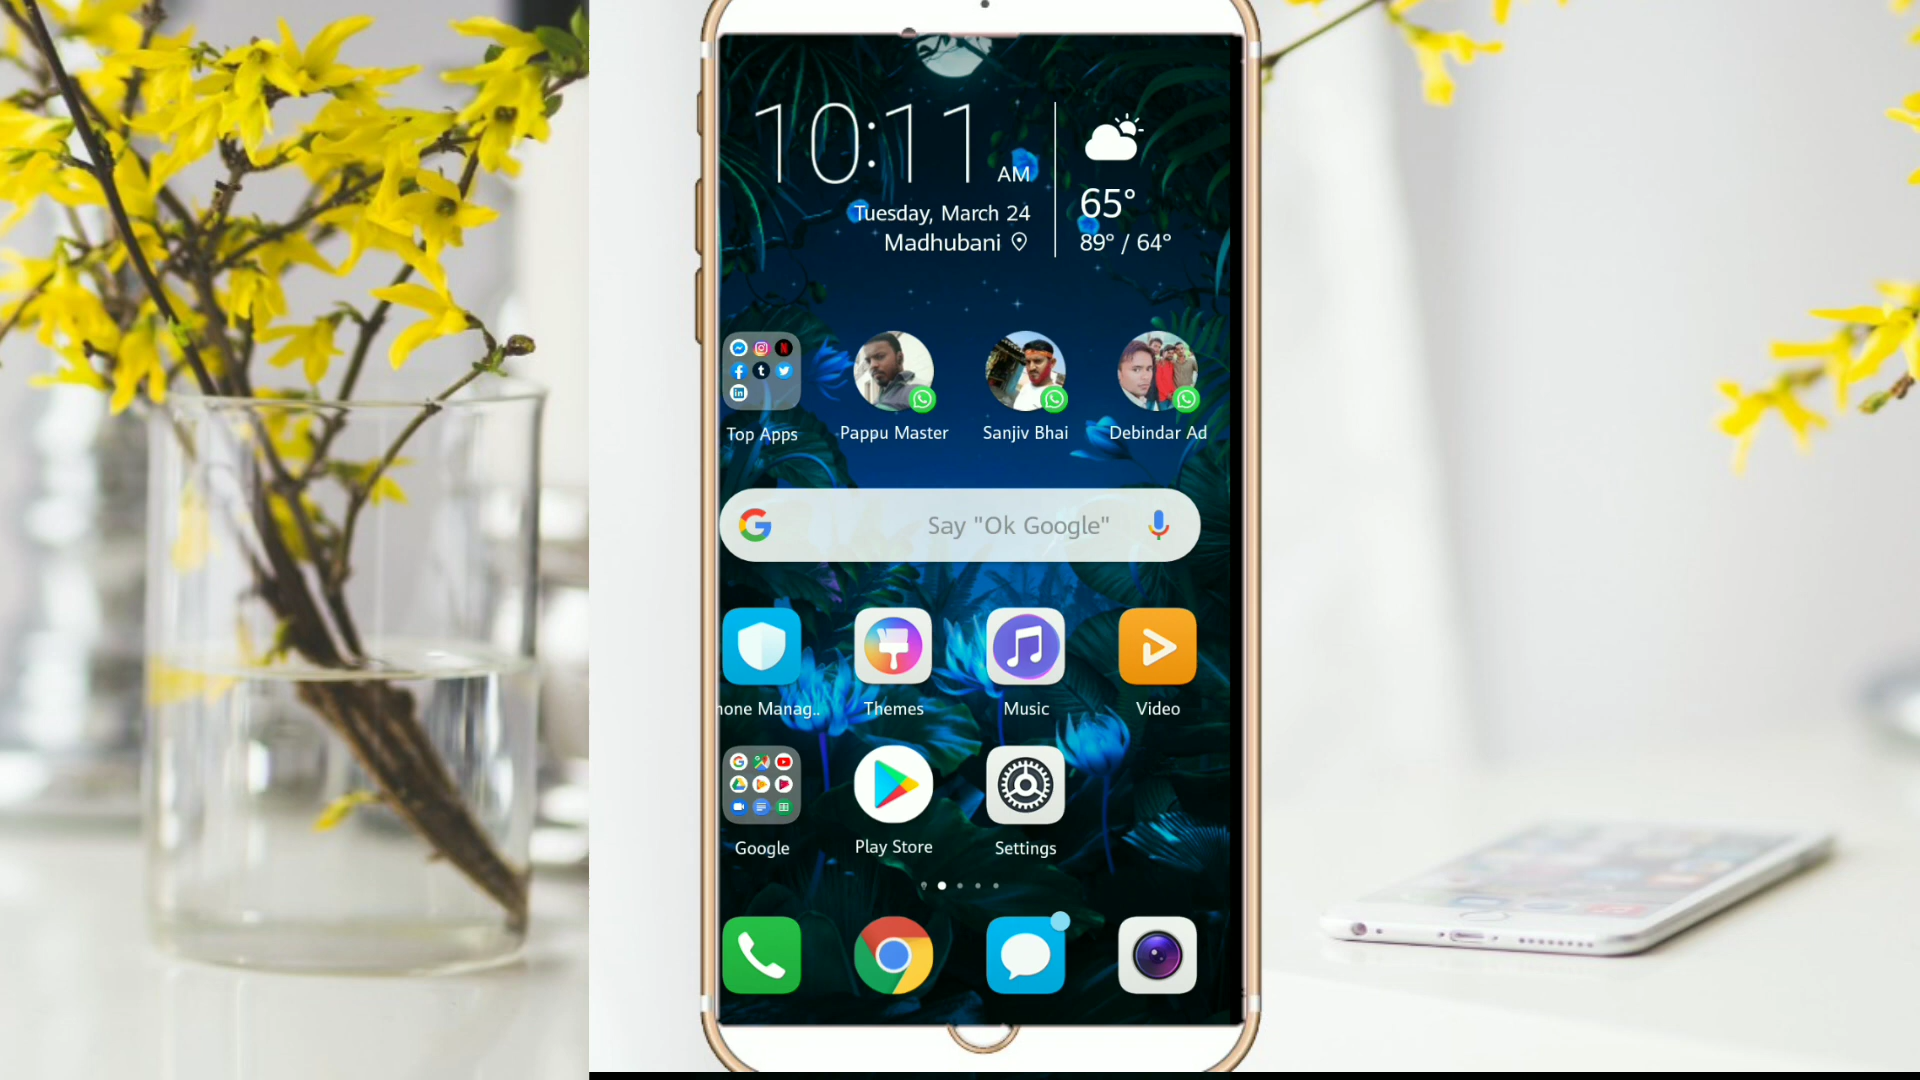 10:11 AM
Tuesday, March 24
Madhubani
65°
89° / 64°
Top Apps
Pappu Master
Sanjiv Bhai
Debindar Ad
Say "Ok Google"
hone Manag..
Themes
Music
Video
Google
Play Store
Settings